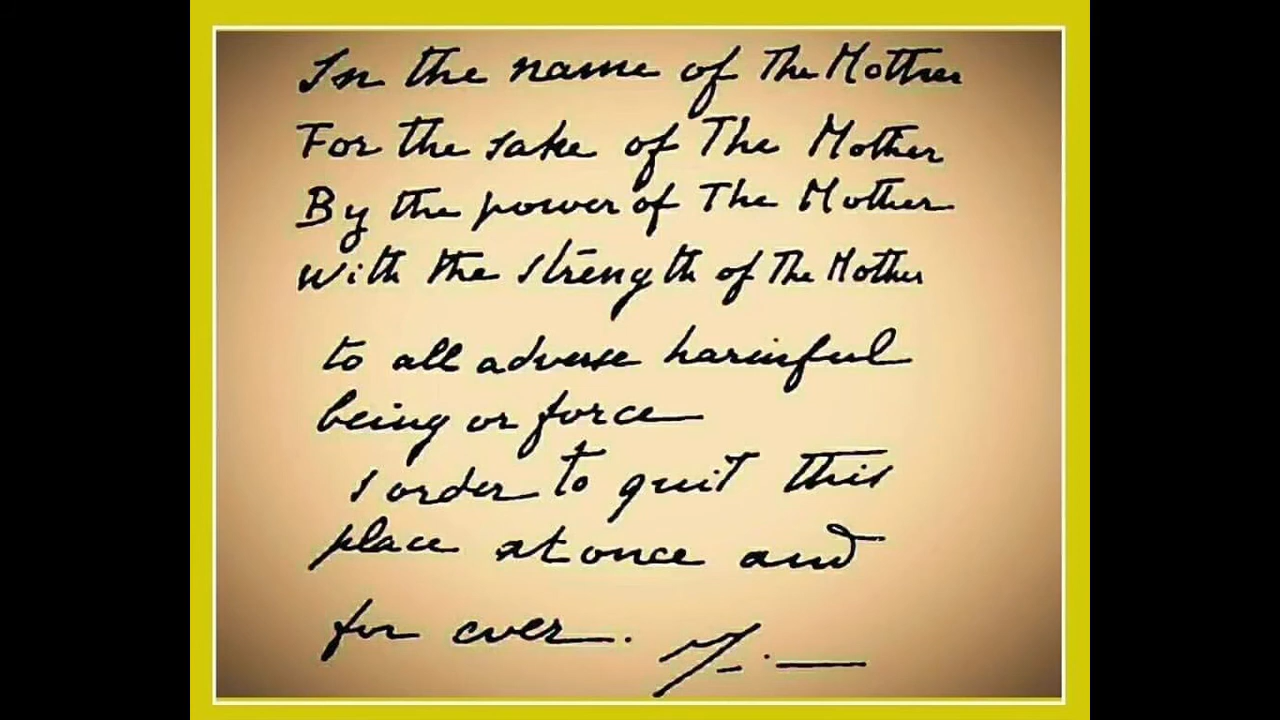 In the name of The Mother
For the sake of The Mother
By the power of The Mother
With the strength of The Mother
to all adverse harmful
being or force
I order to quit this
place at once and
for ever.